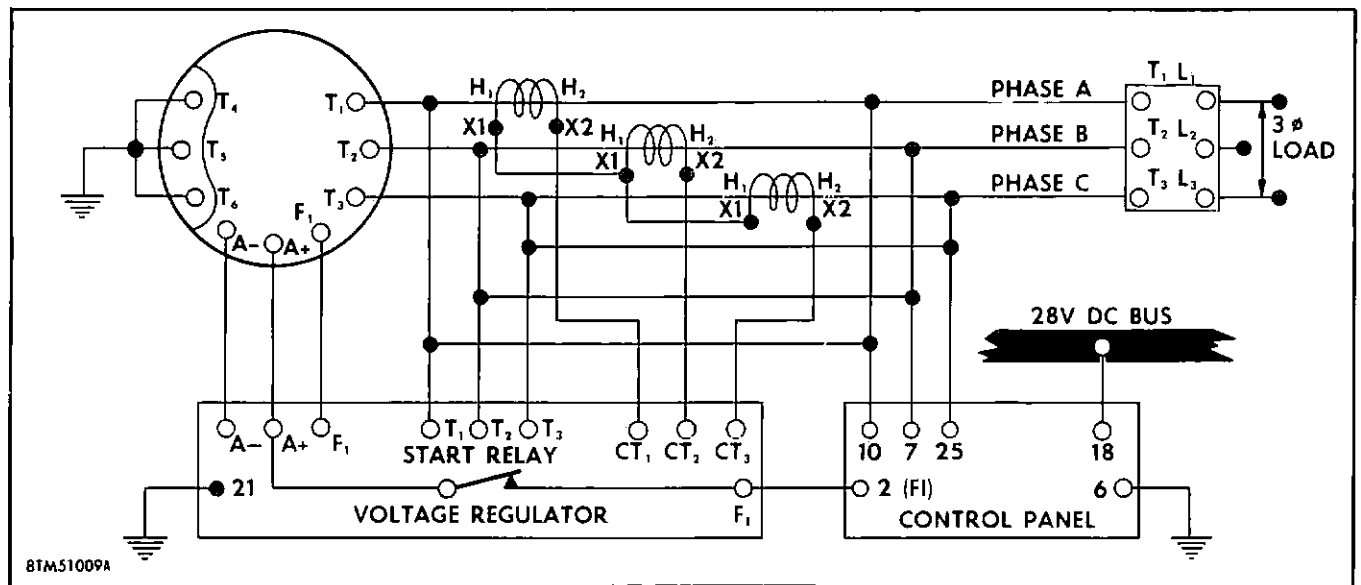 H₁ H₂
PHASE A
T₁ L₁
T₄
T₁
X1 X2
H₁ H₂
3 ø
LOAD
PHASE B
T₂ L₂
T₅
T₂
X1 X2
H₁ H₂
PHASE C
T₃ L₃
T₆
T₃
X1 X2
F₁
A− A+
28V DC BUS
A− A+ F₁
T₁ T₂ T₃
CT₁ CT₂ CT₃
10 7 25 18
START RELAY
21
2 (FI)
6
VOLTAGE REGULATOR
F₁
CONTROL PANEL
8TM51009A